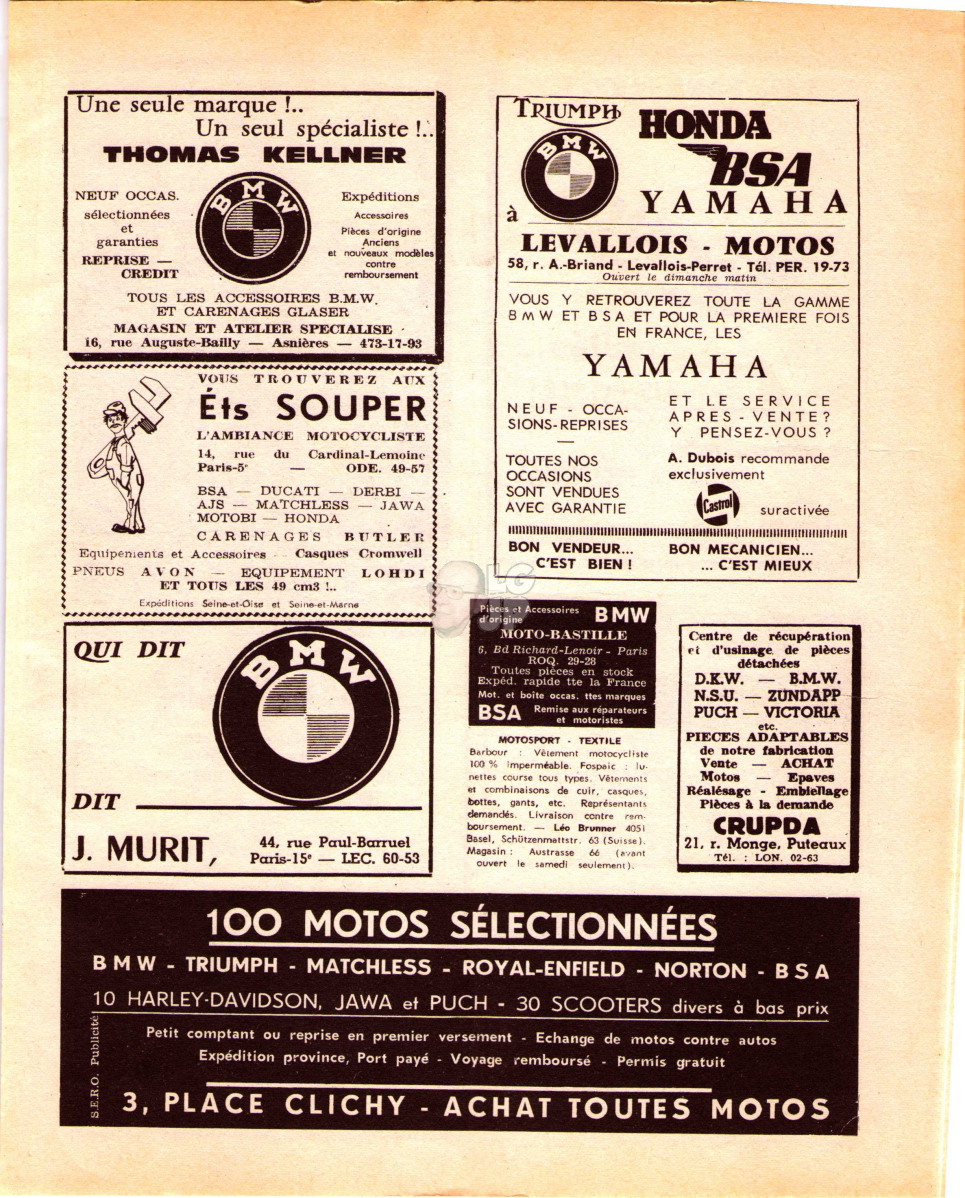 Une seule marque !..
Un seul spécialiste !..
THOMAS KELLNER
NEUF OCCAS.
sélectionnées
et
garanties
REPRISE —
CREDIT
BMW
Expéditions
Accessoires
Pièces d'origine
Anciens
et nouveaux modèles
contre
remboursement
TOUS LES ACCESSOIRES B.M.W.
ET CARENAGES GLASER
MAGASIN ET ATELIER SPECIALISE
16, rue Auguste-Bailly — Asnières — 473-17-93
VOUS TROUVEREZ AUX
Éts SOUPER
L'AMBIANCE MOTOCYCLISTE
14, rue du Cardinal-Lemoine
Paris-5e — ODE. 49-57
BSA — DUCATI — DERBI —
AJS — MATCHLESS — JAWA
MOTOBI — HONDA
CARENAGES BUTLER
Equipements et Accessoires - Casques Cromwell
PNEUS AVON — EQUIPEMENT LOHDI
ET TOUS LES 49 cm3 !..
Expéditions Seine-et-Oise et Seine-et-Marne
QUI DIT
BMW
DIT
J. MURIT,
44, rue Paul-Barruel
Paris-15e — LEC. 60-53
TRIUMPH
BMW
HONDA
BSA
YAMAHA
à
LEVALLOIS - MOTOS
58, r. A.-Briand - Levallois-Perret - Tél. PER. 19-73
Ouvert le dimanche matin
VOUS Y RETROUVEREZ TOUTE LA GAMME
BMW ET BSA ET POUR LA PREMIERE FOIS
EN FRANCE, LES
YAMAHA
NEUF - OCCA-
SIONS-REPRISES
—
TOUTES NOS
OCCASIONS
SONT VENDUES
AVEC GARANTIE
ET LE SERVICE
APRES - VENTE?
Y PENSEZ-VOUS ?
A. Dubois recommande
exclusivement
Castrol
suractivée
BON VENDEUR...
C'EST BIEN !
BON MECANICIEN...
... C'EST MIEUX
LG
Pièces et Accessoires
d'origine
BMW
MOTO-BASTILLE
6, Bd Richard-Lenoir - Paris
ROQ. 29-28
Toutes pièces en stock
Expéd. rapide tte la France
Mot. et boîte occas. ttes marques
BSA
Remise aux réparateurs
et motoristes
MOTOSPORT - TEXTILE
Barbour : Vêtement motocycliste
100 % imperméable. Fospaic : lu-
nettes course tous types. Vêtements
et combinaisons de cuir, casques,
bottes, gants, etc. Représentants
demandés. Livraison contre rem-
boursement. — Léo Brunner 4051
Basel, Schützenmattstr. 63 (Suisse).
Magasin : Austrasse 66 (avant
ouvert le samedi seulement).
Centre de récupération
et d'usinage de pièces
détachées
D.K.W. — B.M.W.
N.S.U. — ZUNDAPP
PUCH — VICTORIA
etc.
PIECES ADAPTABLES
de notre fabrication
Vente — ACHAT
Motos — Epaves
Réalésage - Embiellage
Pièces à la demande
CRUPDA
21, r. Monge, Puteaux
Tél. : LON. 02-63
100 MOTOS SÉLECTIONNÉES
BMW - TRIUMPH - MATCHLESS - ROYAL-ENFIELD - NORTON - BSA
10 HARLEY-DAVIDSON, JAWA et PUCH - 30 SCOOTERS divers à bas prix
Petit comptant ou reprise en premier versement - Echange de motos contre autos
Expédition province, Port payé - Voyage remboursé - Permis gratuit
3, PLACE CLICHY - ACHAT TOUTES MOTOS
S.E.R.O. Publicité